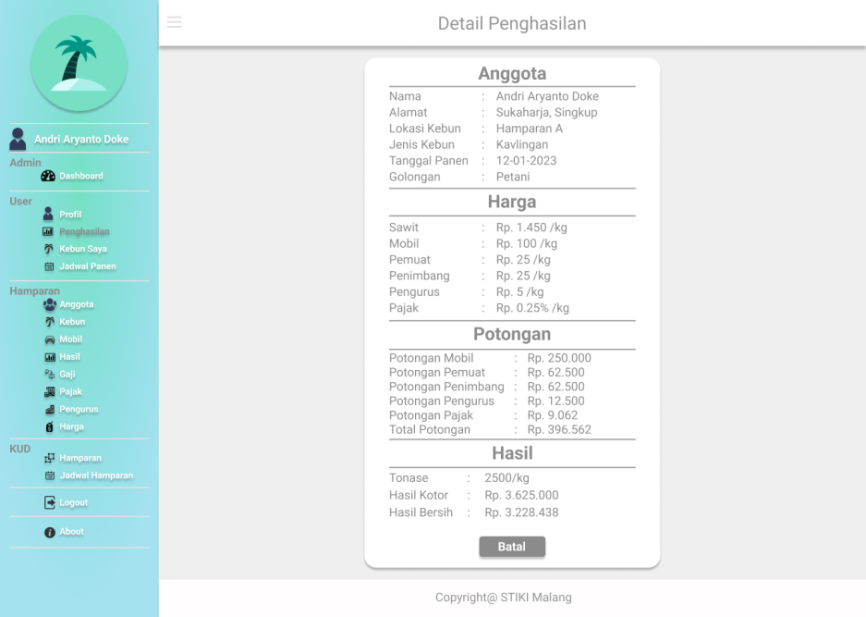 Detail Penghasilan
Andri Aryanto Doke
Admin
Dashboard
User
Profil
Penghasilan
Kebun Saya
Jadwal Panen
Hamparan
Anggota
Kebun
Mobil
Hasil
Gaji
Pajak
Pengurus
Harga
KUD
Hamparan
Jadwal Hamparan
Logout
About
Anggota
Nama : Andri Aryanto Doke
Alamat : Sukaharja, Singkup
Lokasi Kebun : Hamparan A
Jenis Kebun : Kavlingan
Tanggal Panen : 12-01-2023
Golongan : Petani
Harga
Sawit : Rp. 1.450 /kg
Mobil : Rp. 100 /kg
Pemuat : Rp. 25 /kg
Penimbang : Rp. 25 /kg
Pengurus : Rp. 5 /kg
Pajak : Rp. 0.25% /kg
Potongan
Potongan Mobil : Rp. 250.000
Potongan Pemuat : Rp. 62.500
Potongan Penimbang : Rp. 62.500
Potongan Pengurus : Rp. 12.500
Potongan Pajak : Rp. 9.062
Total Potongan : Rp. 396.562
Hasil
Tonase : 2500/kg
Hasil Kotor : Rp. 3.625.000
Hasil Bersih : Rp. 3.228.438
Batal
Copyright@ STIKI Malang